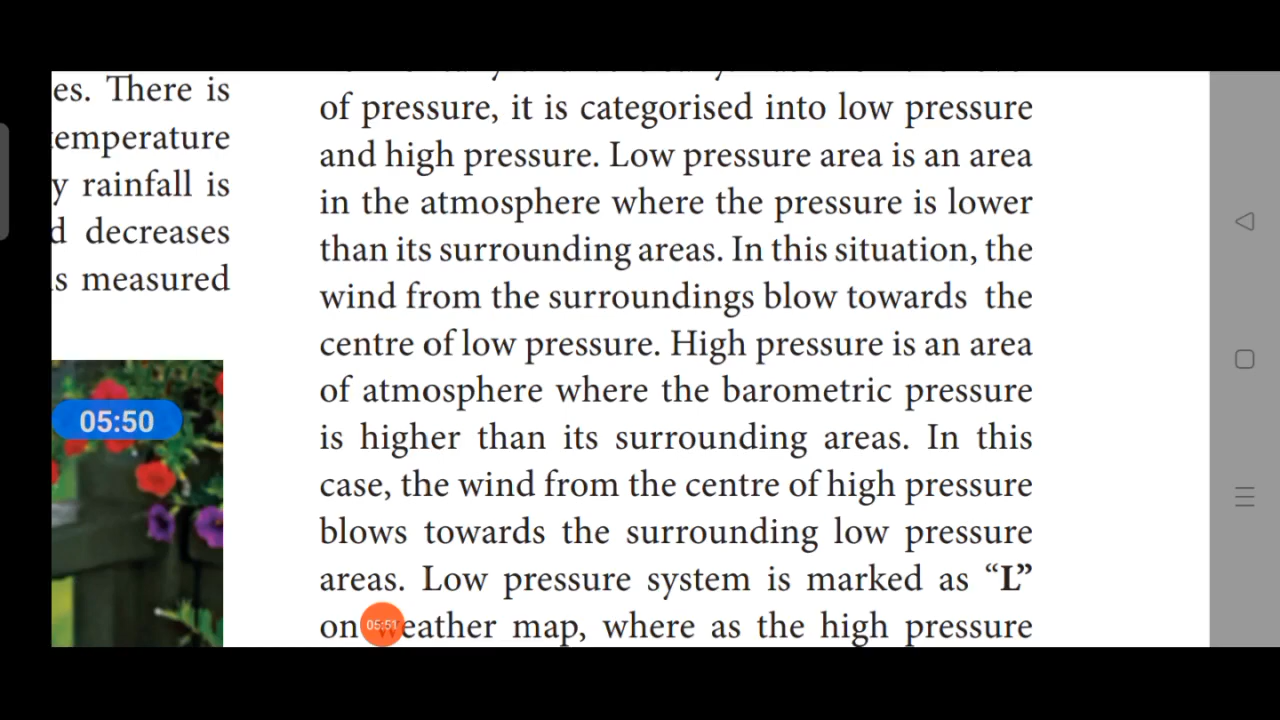 es. There is
temperature
y rainfall is
d decreases
s measured
05:50
of pressure, it is categorised into low pressure
and high pressure. Low pressure area is an area
in the atmosphere where the pressure is lower
than its surrounding areas. In this situation, the
wind from the surroundings blow towards the
centre of low pressure. High pressure is an area
of atmosphere where the barometric pressure
is higher than its surrounding areas. In this
case, the wind from the centre of high pressure
blows towards the surrounding low pressure
areas. Low pressure system is marked as “L”
on weather map, where as the high pressure
05:51